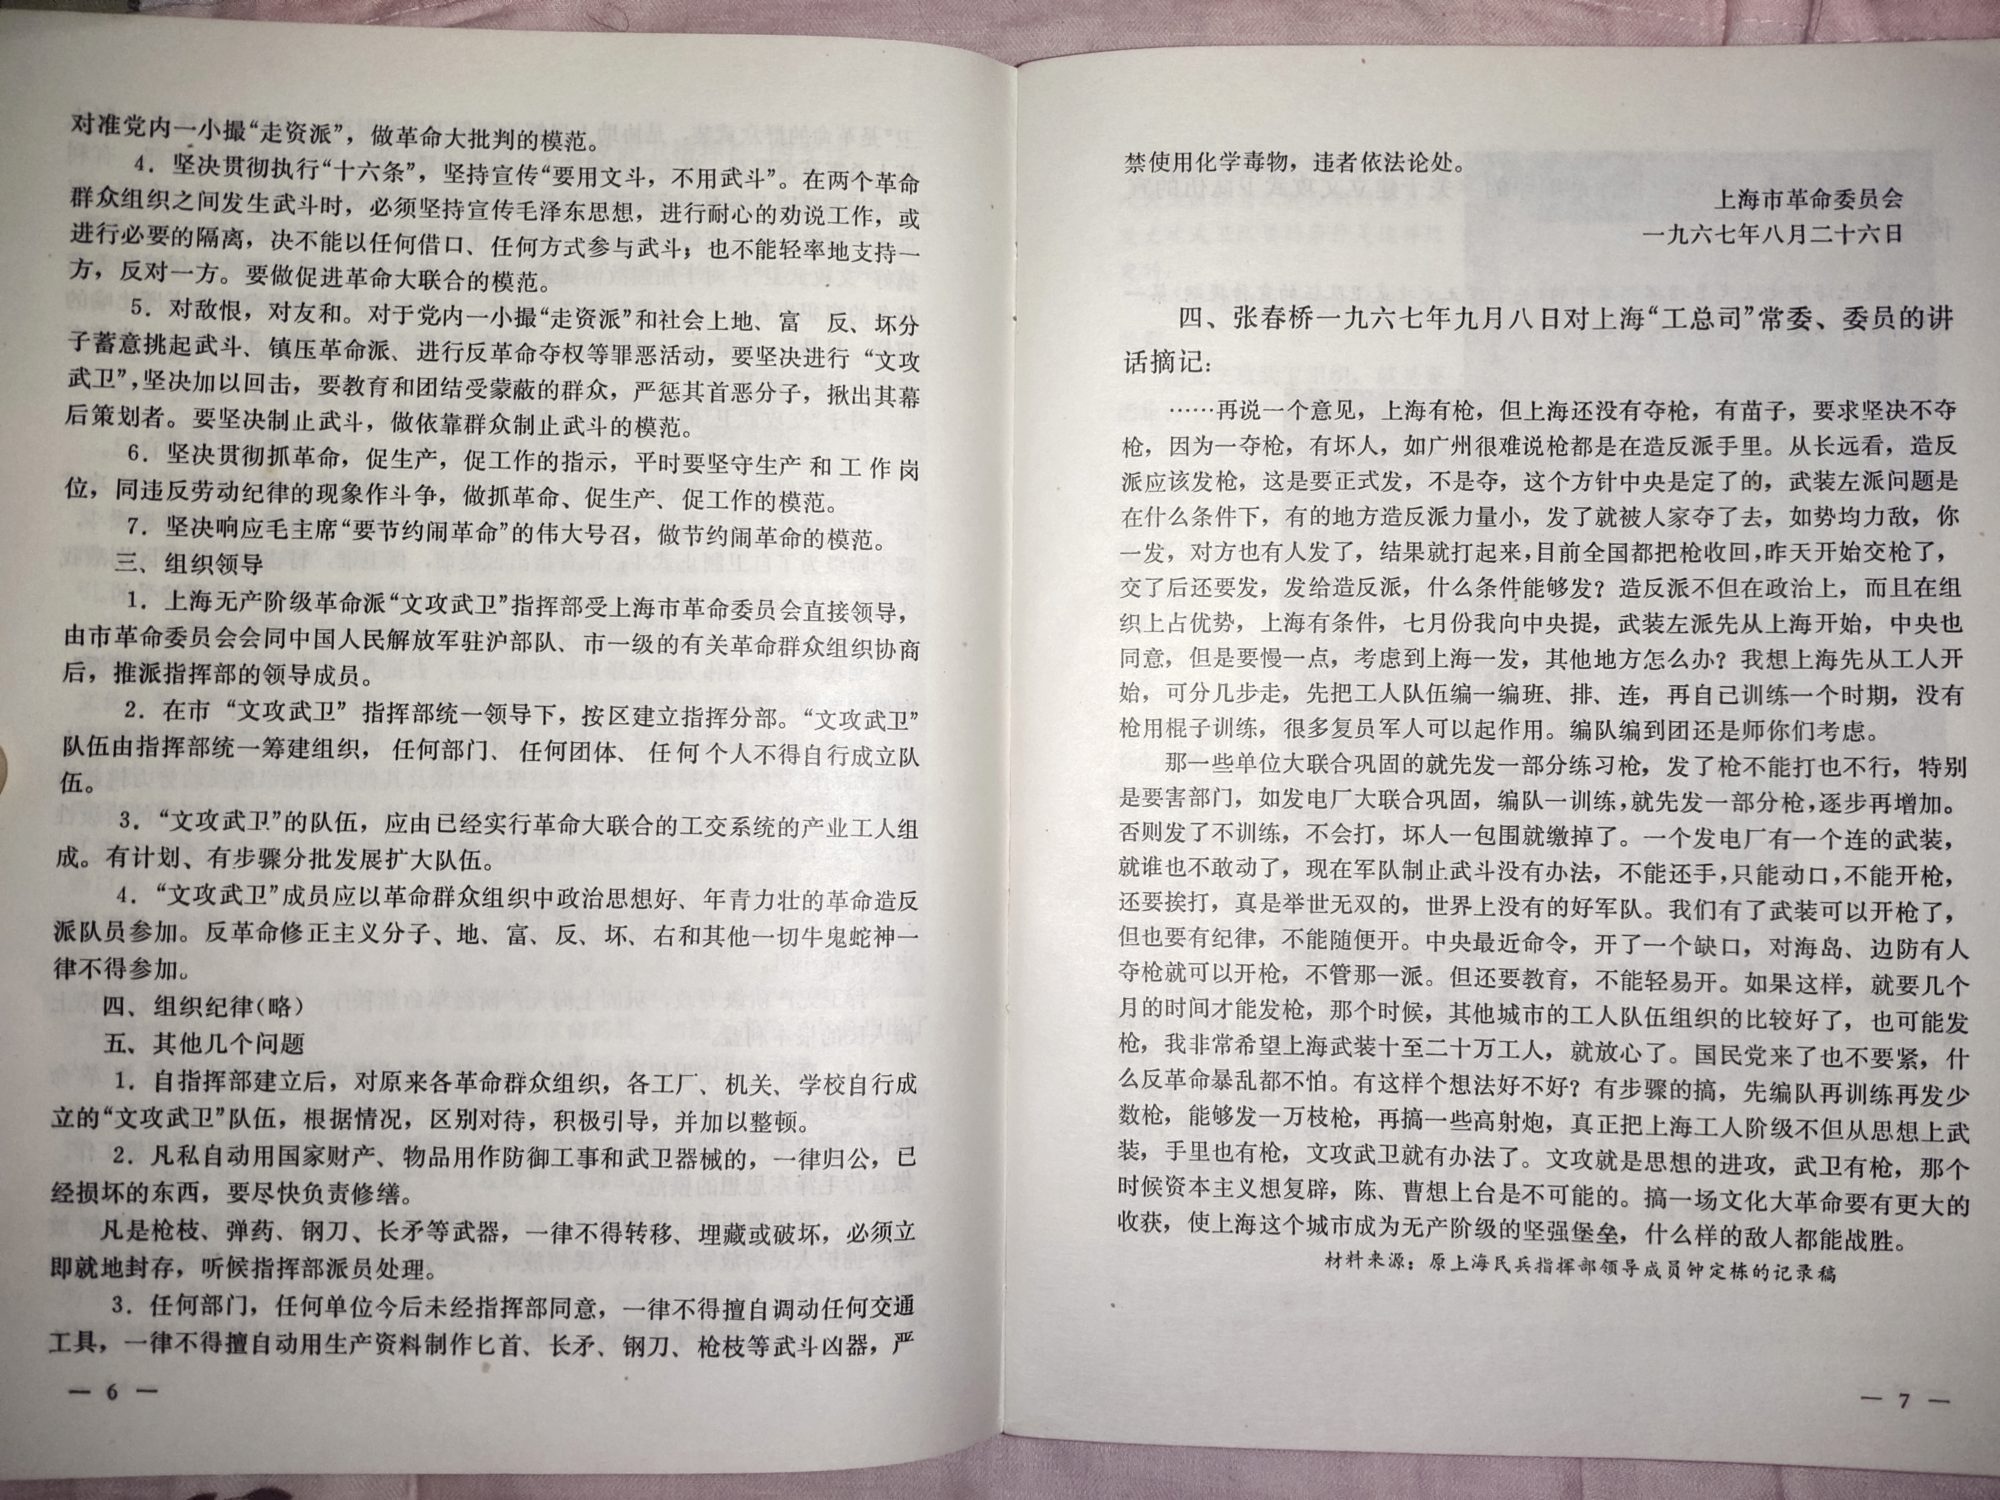 对准党内一小撮“走资派”，做革命大批判的模范。
4．坚决贯彻执行“十六条”，坚持宣传“要用文斗，不用武斗”。在两个革命
群众组织之间发生武斗时，必须坚持宣传毛泽东思想，进行耐心的劝说工作，或
进行必要的隔离，决不能以任何借口、任何方式参与武斗；也不能轻率地支持一
方，反对一方。要做促进革命大联合的模范。
5．对敌恨，对友和。对于党内一小撮“走资派”和社会上地、富　反、坏分
子蓄意挑起武斗、镇压革命派、进行反革命夺权等罪恶活动，要坚决进行“文攻
武卫”，坚决加以回击，要教育和团结受蒙蔽的群众，严惩其首恶分子，揪出其幕
后策划者。要坚决制止武斗，做依靠群众制止武斗的模范。
6．坚决贯彻抓革命，促生产，促工作的指示，平时要坚守生产和工作岗
位，同违反劳动纪律的现象作斗争，做抓革命、促生产、促工作的模范。
7．坚决响应毛主席“要节约闹革命”的伟大号召，做节约闹革命的模范。
三、组织领导
1．上海无产阶级革命派“文攻武卫”指挥部受上海市革命委员会直接领导，
由市革命委员会会同中国人民解放军驻沪部队、市一级的有关革命群众组织协商
后，推派指挥部的领导成员。
2．在市“文攻武卫”指挥部统一领导下，按区建立指挥分部。“文攻武卫”
队伍由指挥部统一筹建组织，任何部门、任何团体、任何个人不得自行成立队
伍。
3．“文攻武卫”的队伍，应由已经实行革命大联合的工交系统的产业工人组
成。有计划、有步骤分批发展扩大队伍。
4．“文攻武卫”成员应以革命群众组织中政治思想好、年青力壮的革命造反
派队员参加。反革命修正主义分子、地、富、反、坏、右和其他一切牛鬼蛇神一
律不得参加。
四、组织纪律（略）
五、其他几个问题
1．自指挥部建立后，对原来各革命群众组织，各工厂、机关、学校自行成
立的“文攻武卫”队伍，根据情况，区别对待，积极引导，并加以整顿。
2．凡私自动用国家财产、物品用作防御工事和武卫器械的，一律归公，已
经损坏的东西，要尽快负责修缮。
凡是枪枝、弹药、钢刀、长矛等武器，一律不得转移、埋藏或破坏，必须立
即就地封存，听候指挥部派员处理。
3．任何部门，任何单位今后未经指挥部同意，一律不得擅自调动任何交通
工具，一律不得擅自动用生产资料制作匕首、长矛、钢刀、枪枝等武斗凶器，严
— 6 —
禁使用化学毒物，违者依法论处。
上海市革命委员会
一九六七年八月二十六日
四、张春桥一九六七年九月八日对上海“工总司”常委、委员的讲
话摘记：
……再说一个意见，上海有枪，但上海还没有夺枪，有苗子，要求坚决不夺
枪，因为一夺枪，有坏人，如广州很难说枪都是在造反派手里。从长远看，造反
派应该发枪，这是要正式发，不是夺，这个方针中央是定了的，武装左派问题是
在什么条件下，有的地方造反派力量小，发了就被人家夺了去，如势均力敌，你
一发，对方也有人发了，结果就打起来，目前全国都把枪收回，昨天开始交枪了，
交了后还要发，发给造反派，什么条件能够发？造反派不但在政治上，而且在组
织上占优势，上海有条件，七月份我向中央提，武装左派先从上海开始，中央也
同意，但是要慢一点，考虑到上海一发，其他地方怎么办？我想上海先从工人开
始，可分几步走，先把工人队伍编一编班、排、连，再自己训练一个时期，没有
枪用棍子训练，很多复员军人可以起作用。编队编到团还是师你们考虑。
那一些单位大联合巩固的就先发一部分练习枪，发了枪不能打也不行，特别
是要害部门，如发电厂大联合巩固，编队一训练，就先发一部分枪，逐步再增加。
否则发了不训练，不会打，坏人一包围就缴掉了。一个发电厂有一个连的武装，
就谁也不敢动了，现在军队制止武斗没有办法，不能还手，只能动口，不能开枪，
还要挨打，真是举世无双的，世界上没有的好军队。我们有了武装可以开枪了，
但也要有纪律，不能随便开。中央最近命令，开了一个缺口，对海岛、边防有人
夺枪就可以开枪，不管那一派。但还要教育，不能轻易开。如果这样，就要几个
月的时间才能发枪，那个时候，其他城市的工人队伍组织的比较好了，也可能发
枪，我非常希望上海武装十至二十万工人，就放心了。国民党来了也不要紧，什
么反革命暴乱都不怕。有这样个想法好不好？有步骤的搞，先编队再训练再发少
数枪，能够发一万枝枪，再搞一些高射炮，真正把上海工人阶级不但从思想上武
装，手里也有枪，文攻武卫就有办法了。文攻就是思想的进攻，武卫有枪，那个
时候资本主义想复辟，陈、曹想上台是不可能的。搞一场文化大革命要有更大的
收获，使上海这个城市成为无产阶级的坚强堡垒，什么样的敌人都能战胜。
材料来源：原上海民兵指挥部领导成员钟定栋的记录稿
— 7 —